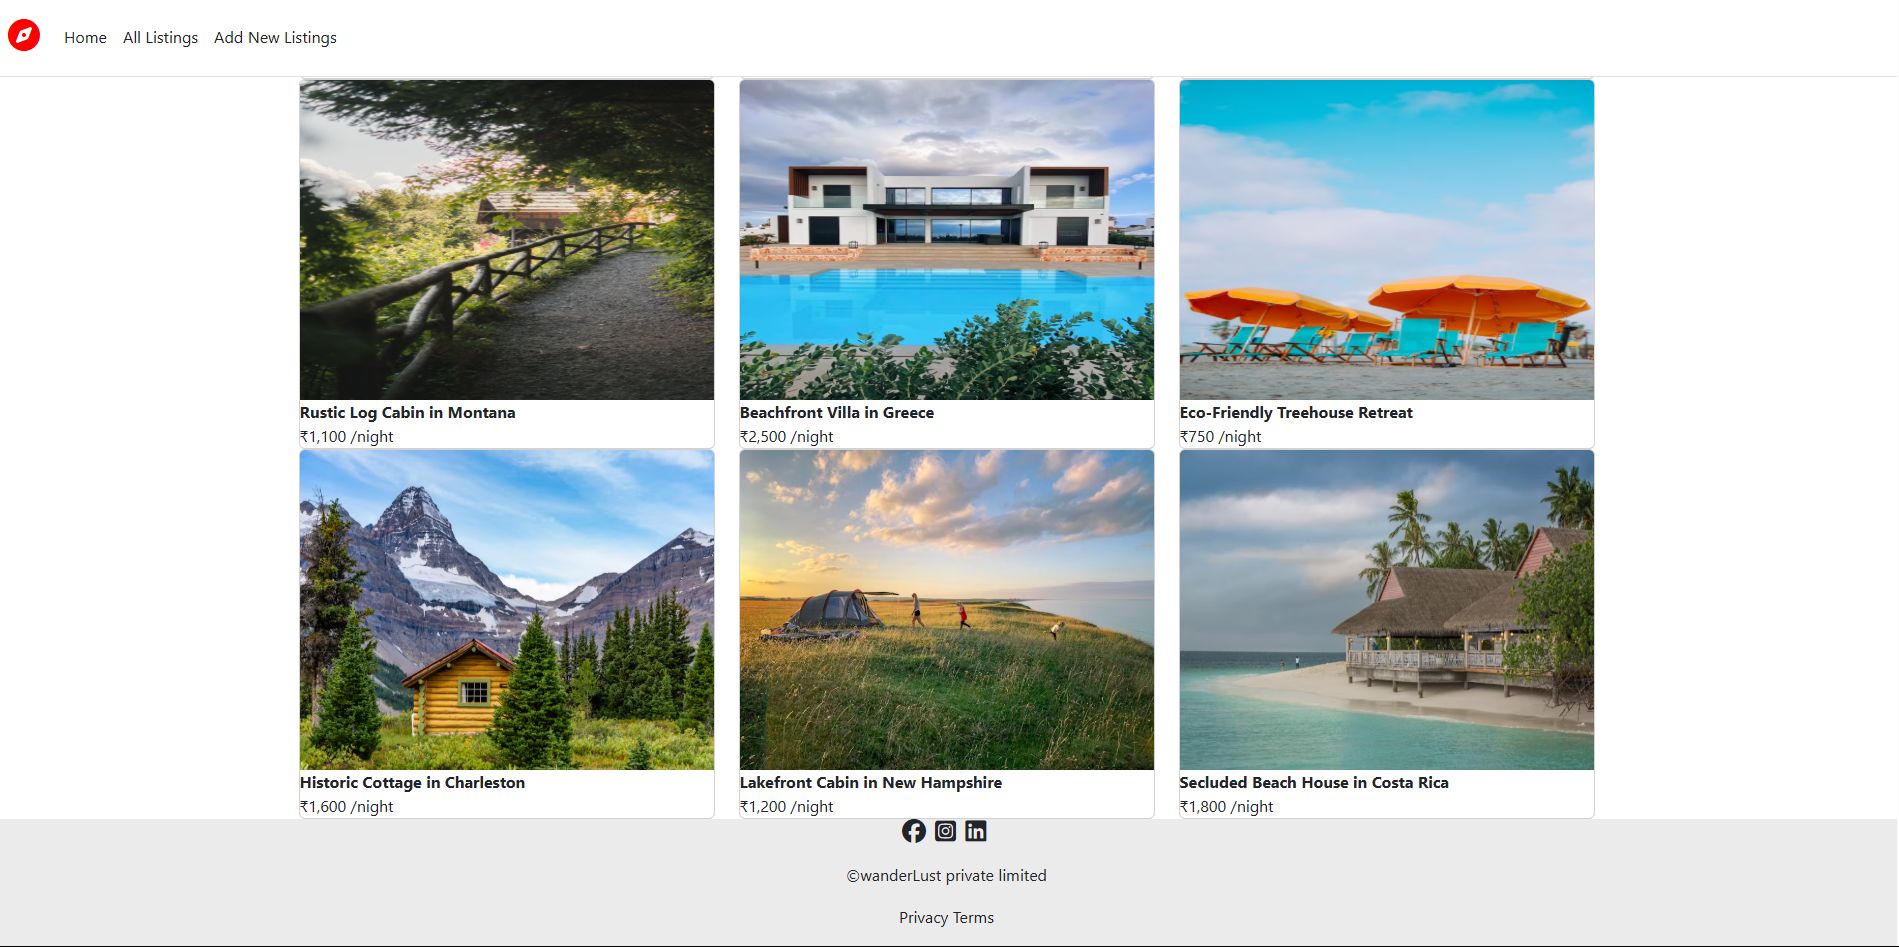 Home All Listings Add New Listings
Rustic Log Cabin in Montana
₹1,100 /night
Beachfront Villa in Greece
₹2,500 /night
Eco-Friendly Treehouse Retreat
₹750 /night
Historic Cottage in Charleston
₹1,600 /night
Lakefront Cabin in New Hampshire
₹1,200 /night
Secluded Beach House in Costa Rica
₹1,800 /night
©wanderLust private limited
Privacy Terms